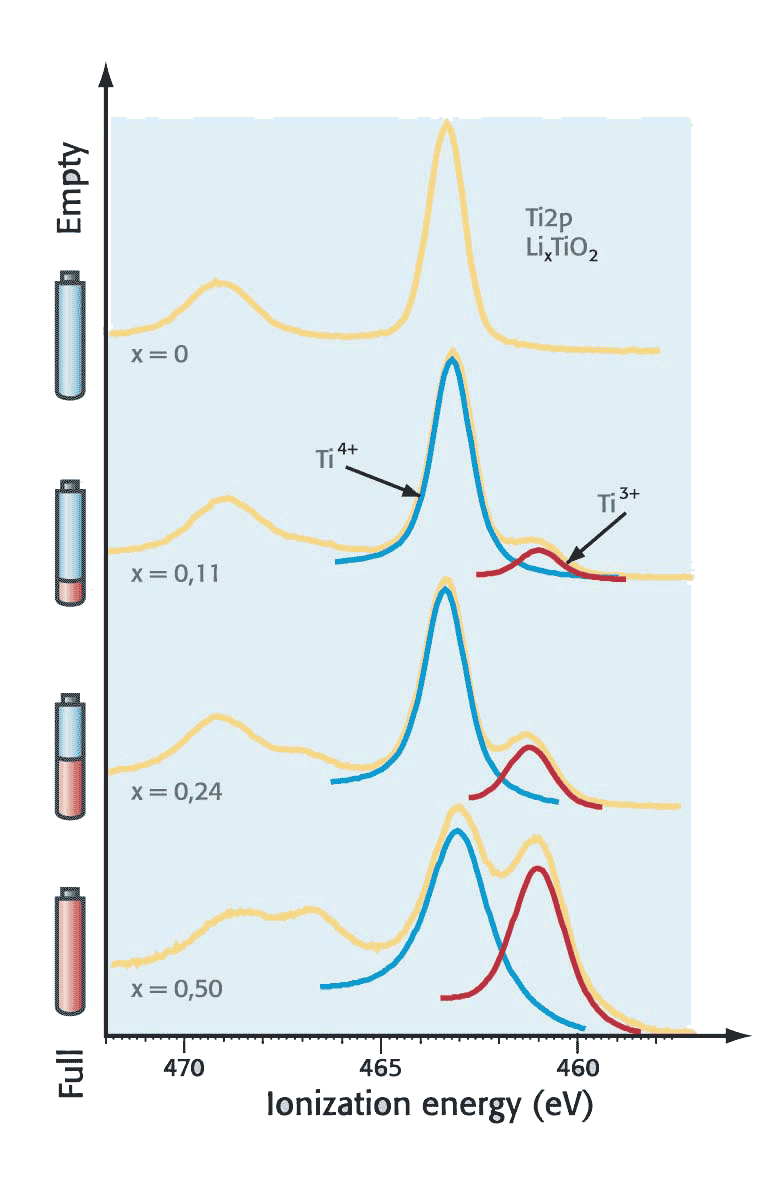 Empty
Ti2p
LiₓTiO₂
x = 0
Ti⁴⁺
Ti³⁺
x = 0,11
x = 0,24
x = 0,50
Full
470
465
460
Ionization energy (eV)